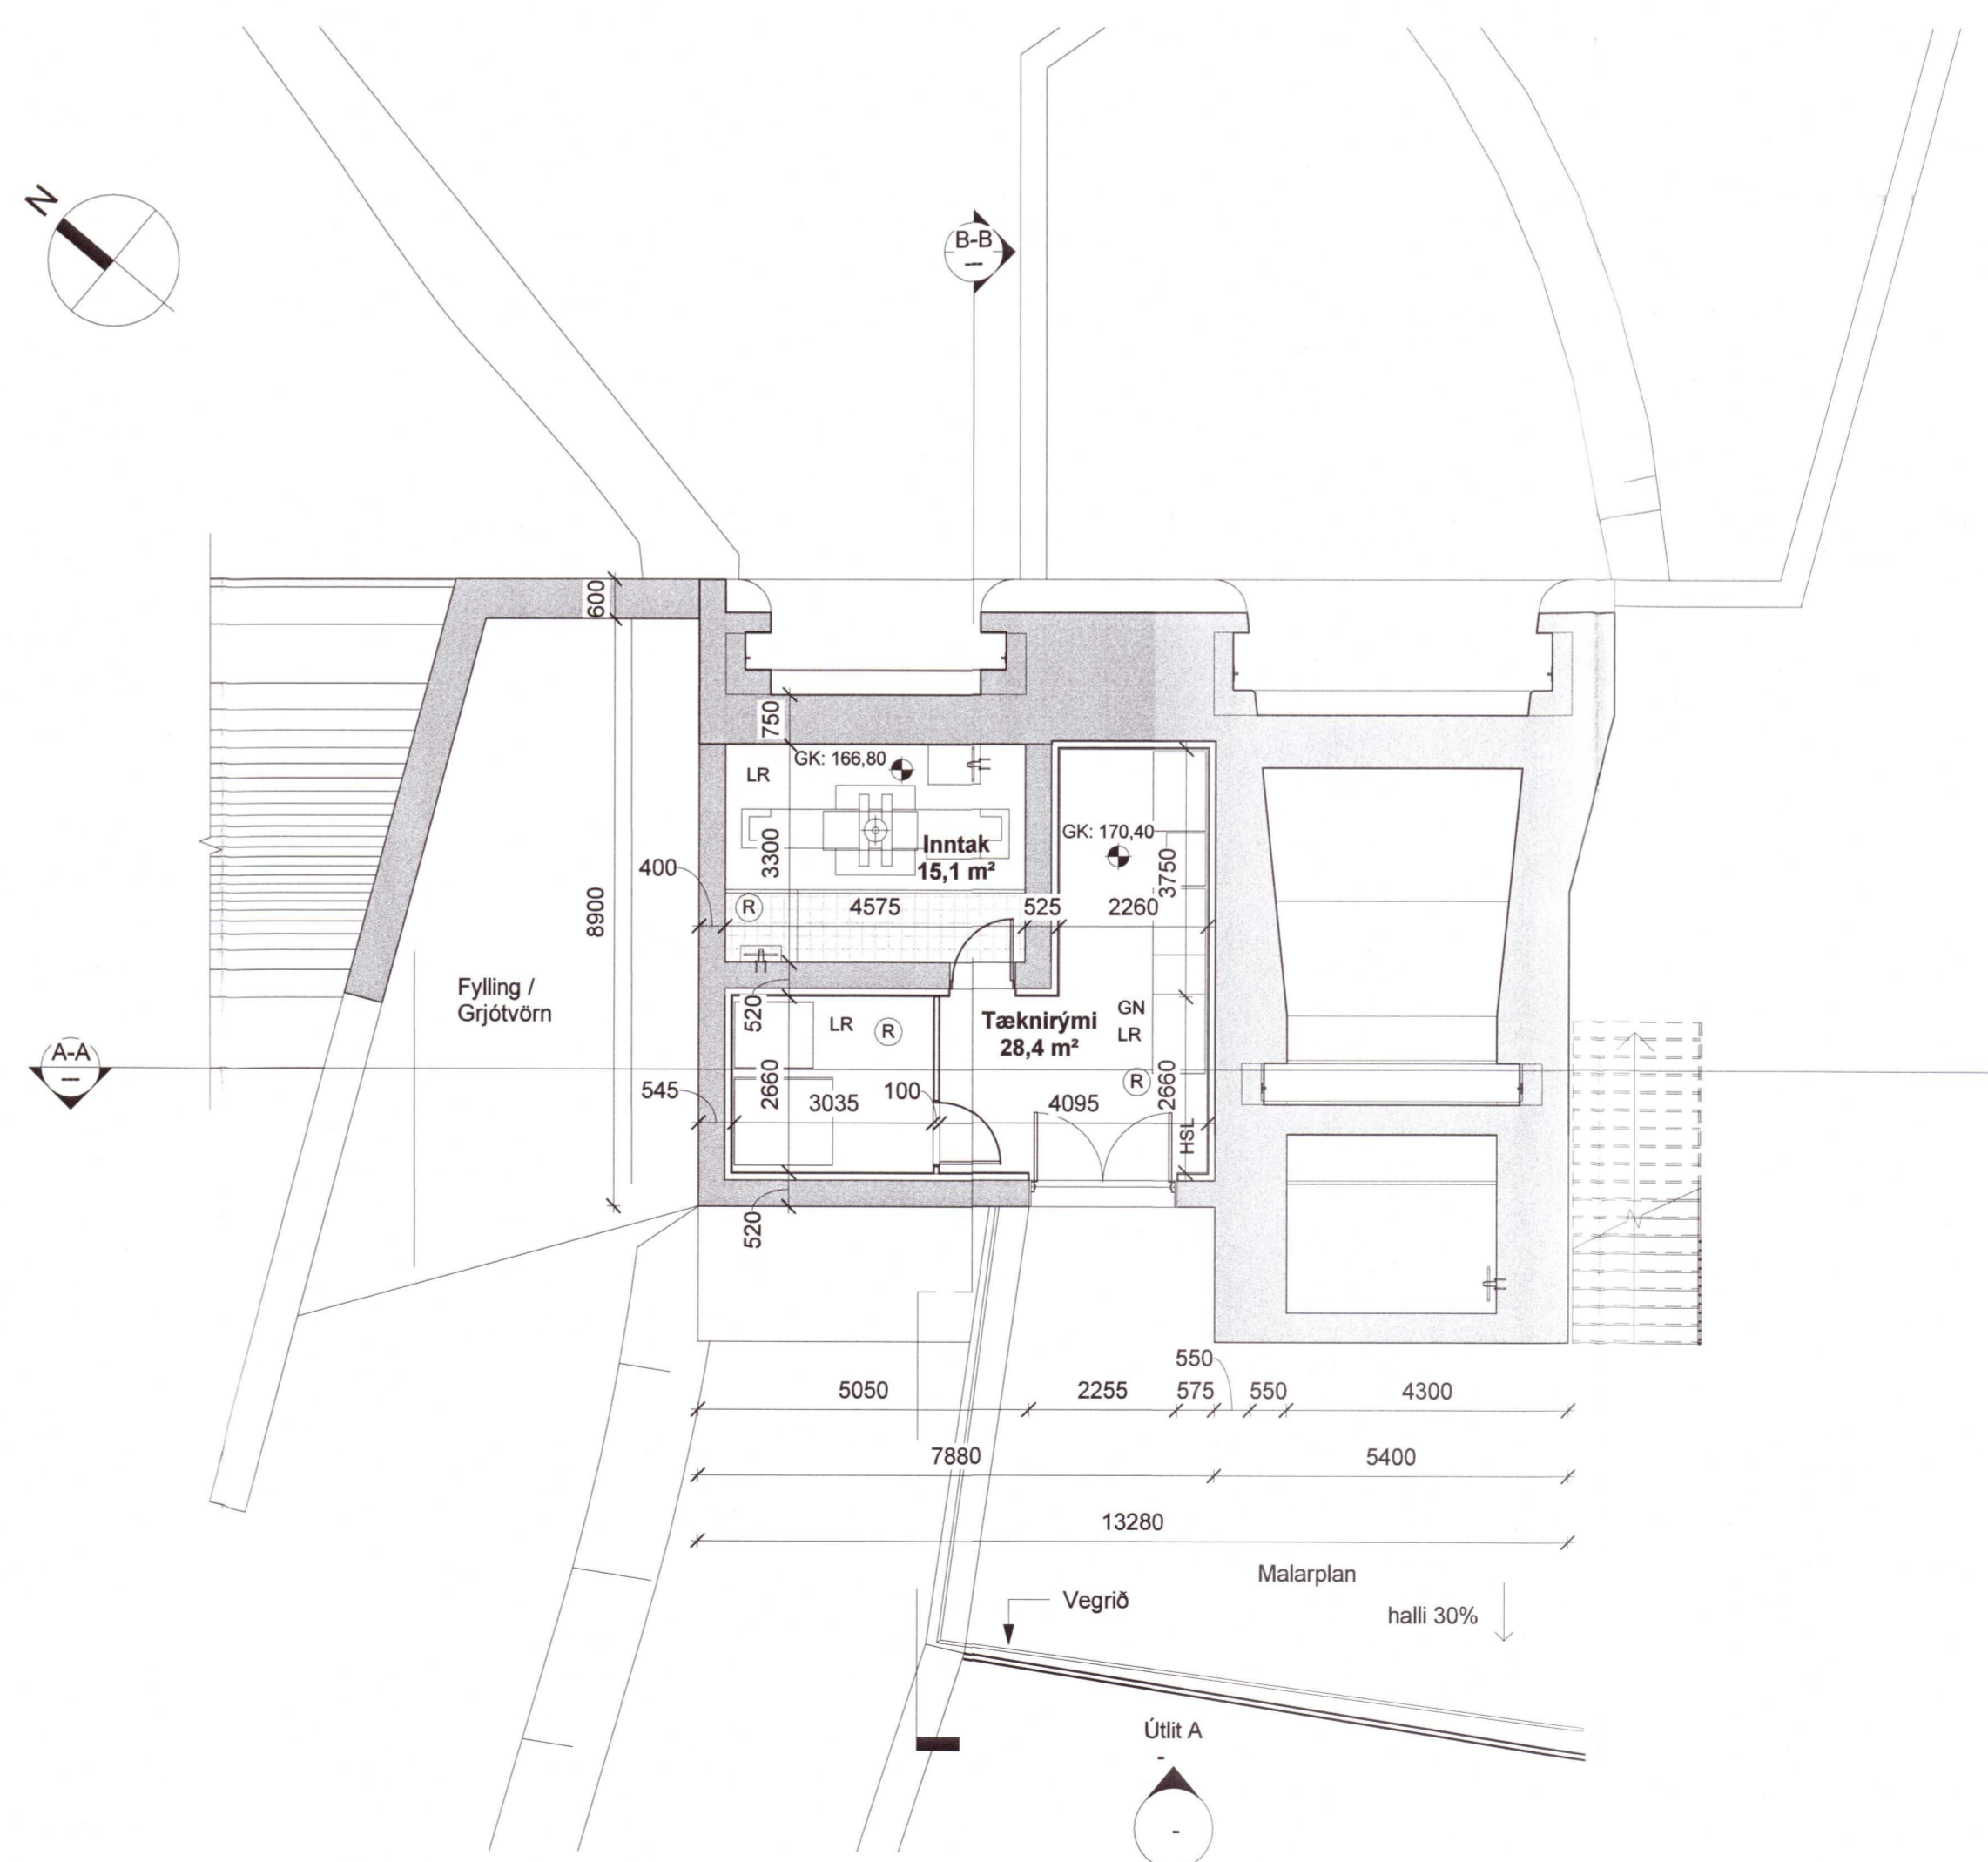 N
B-B
600
750
GK: 166,80
LR
3300
Inntak
15,1 m²
GK: 170,40
3750
400
R
4575
525
2260
8900
Fylling /
Grjótvörn
520
LR
R
Tæknirými
28,4 m²
GN
LR
R
A-A
545
2660
3035
100
4095
2660
HSL
520
550
5050
2255
575
550
4300
7880
5400
13280
Malarplan
Vegrið
halli 30%
Útlit A
-
-